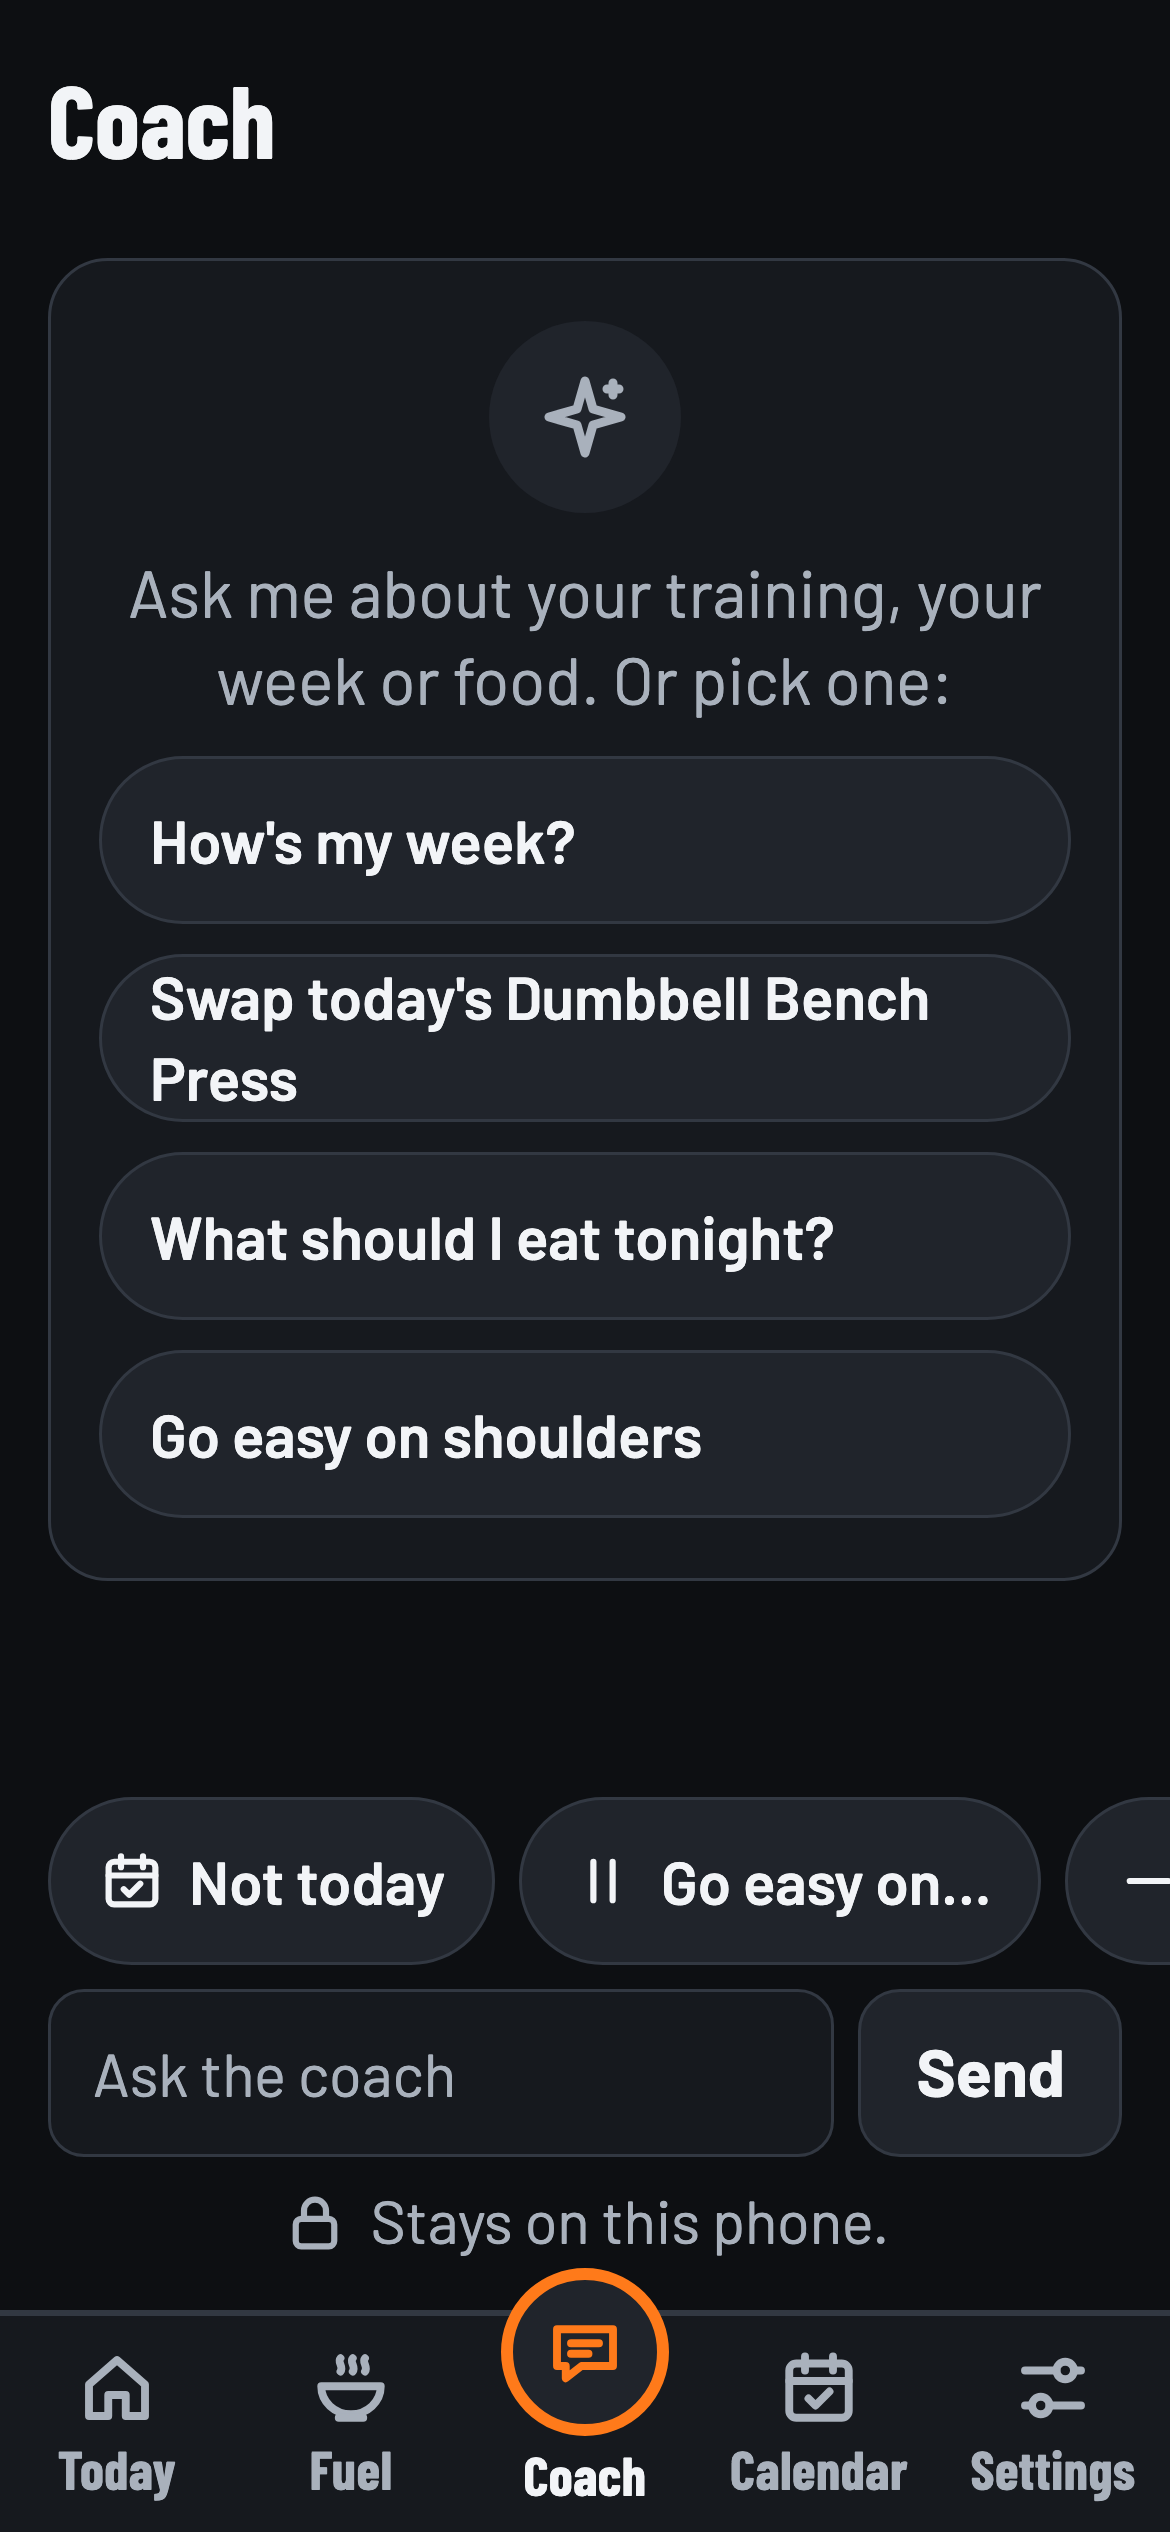 Coach
Ask me about your training, your
week or food. Or pick one:
How's my week?
Swap today's Dumbbell Bench
Press
What should I eat tonight?
Go easy on shoulders
Not today
Go easy on...
Ask the coach
Send
Stays on this phone.
Today
Fuel
Coach
Calendar
Settings